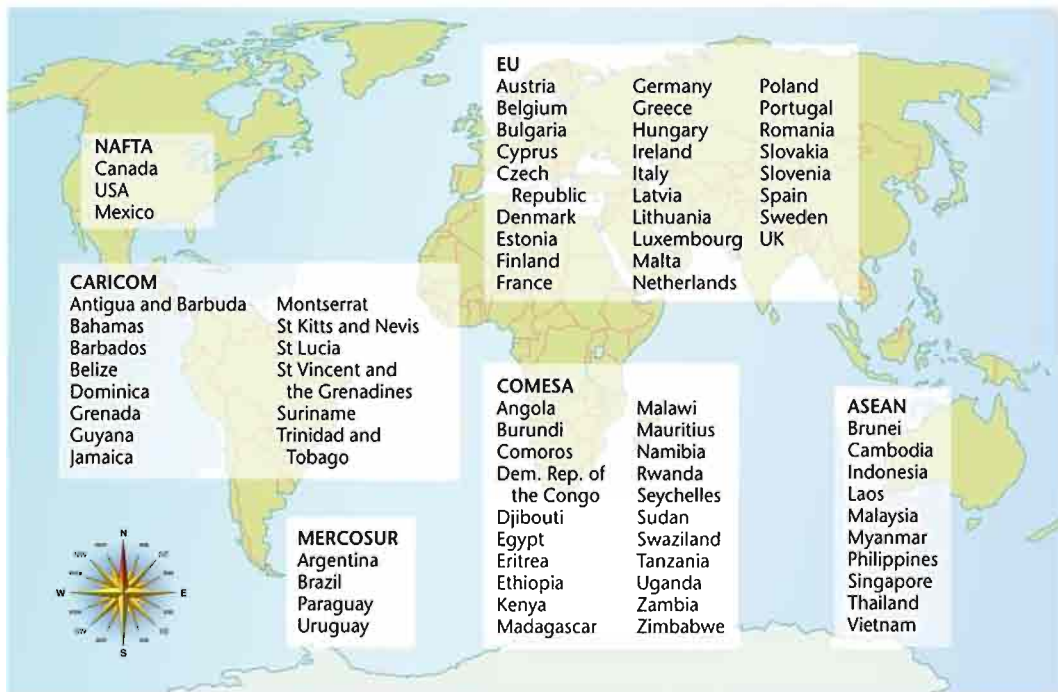 NAFTA
Canada
USA
Mexico
EU
Austria
Belgium
Bulgaria
Cyprus
Czech
Republic
Denmark
Estonia
Finland
France
Germany
Greece
Hungary
Ireland
Italy
Latvia
Lithuania
Luxembourg
Malta
Netherlands
Poland
Portugal
Romania
Slovakia
Slovenia
Spain
Sweden
UK
CARICOM
Antigua and Barbuda
Bahamas
Barbados
Belize
Dominica
Grenada
Guyana
Jamaica
Montserrat
St Kitts and Nevis
St Lucia
St Vincent and
the Grenadines
Suriname
Trinidad and
Tobago
MERCOSUR
Argentina
Brazil
Paraguay
Uruguay
COMESA
Angola
Burundi
Comoros
Dem. Rep. of
the Congo
Djibouti
Egypt
Eritrea
Ethiopia
Kenya
Madagascar
Malawi
Mauritius
Namibia
Rwanda
Seychelles
Sudan
Swaziland
Tanzania
Uganda
Zambia
Zimbabwe
ASEAN
Brunei
Cambodia
Indonesia
Laos
Malaysia
Myanmar
Philippines
Singapore
Thailand
Vietnam
N
W
E
S